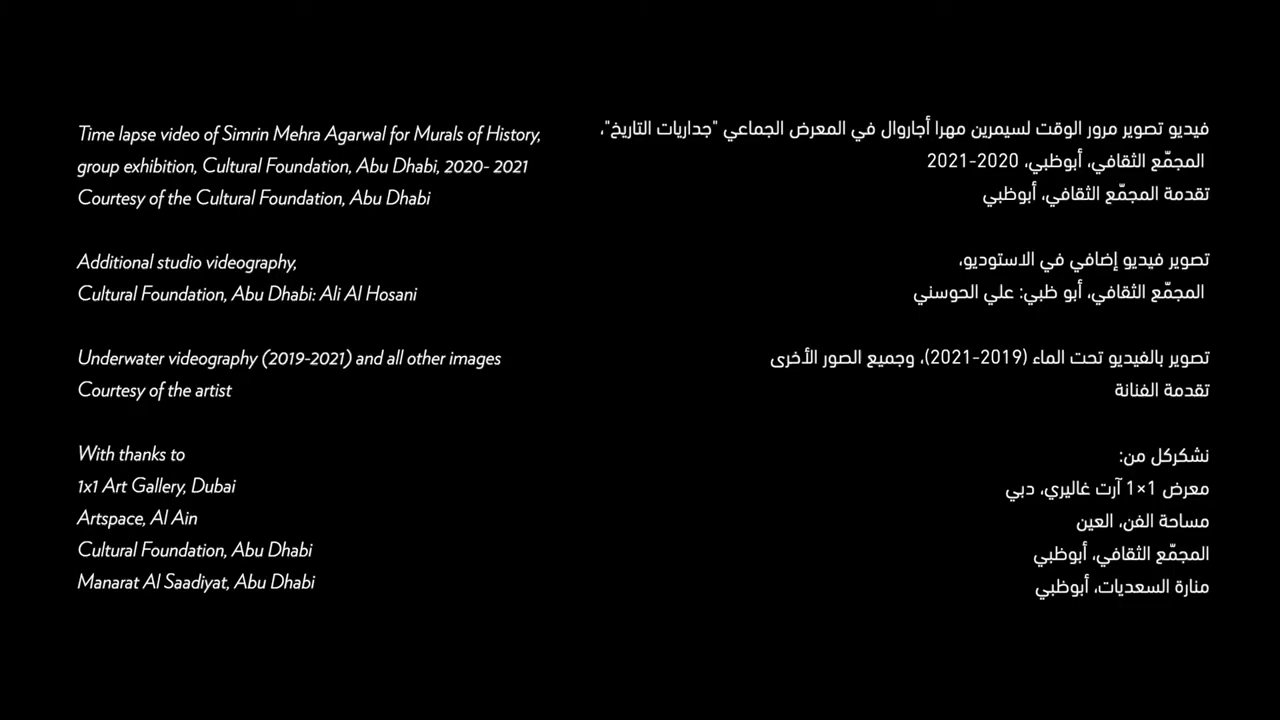 Time lapse video of Simrin Mehra Agarwal for Murals of History,
group exhibition, Cultural Foundation, Abu Dhabi, 2020- 2021
Courtesy of the Cultural Foundation, Abu Dhabi
Additional studio videography,
Cultural Foundation, Abu Dhabi: Ali Al Hosani
Underwater videography (2019-2021) and all other images
Courtesy of the artist
With thanks to
1x1 Art Gallery, Dubai
Artspace, Al Ain
Cultural Foundation, Abu Dhabi
Manarat Al Saadiyat, Abu Dhabi
فيديو تصوير مرور الوقت لسيمرين مهرا أجاروال في المعرض الجماعي "جداريات التاريخ"،
المجمّع الثقافي، أبوظبي، 2020-2021
تقدمة المجمّع الثقافي، أبوظبي
تصوير فيديو إضافي في الاستوديو،
المجمّع الثقافي، أبو ظبي: علي الحوسني
تصوير بالفيديو تحت الماء (2019-2021)، وجميع الصور الأخرى
تقدمة الفنانة
نشكركل من:
معرض 1×1 آرت غاليري، دبي
مساحة الفن، العين
المجمّع الثقافي، أبوظبي
منارة السعديات، أبوظبي